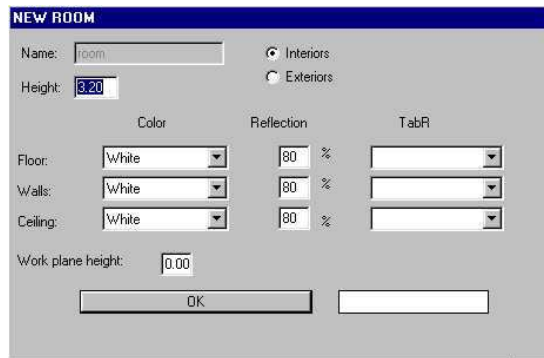 NEW ROOM
Name: room Interiors
Exteriors
Height: 3.20
Color Reflection TabR
Floor: White 80 %
Walls: White 80 %
Ceiling: White 80 %
Work plane height: 0.00
OK